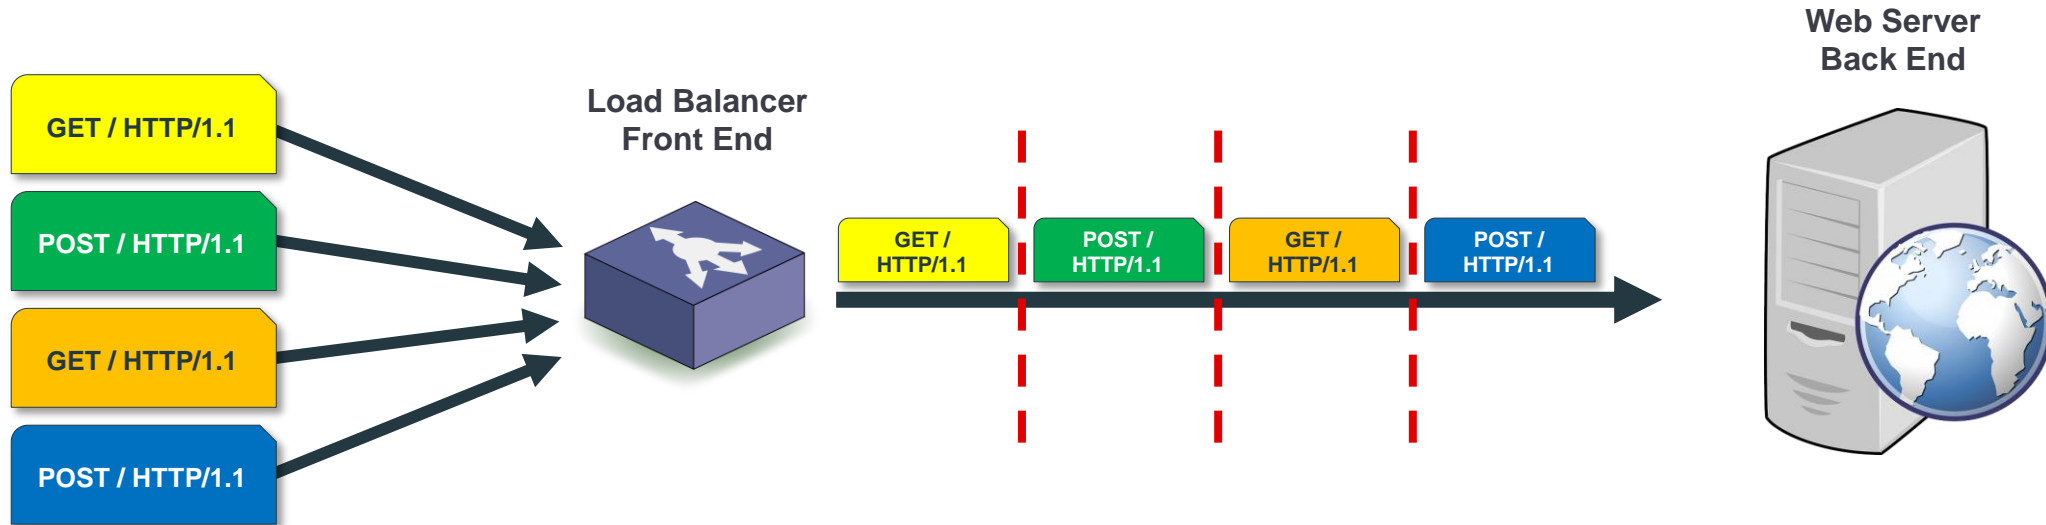 GET / HTTP/1.1
POST / HTTP/1.1
GET / HTTP/1.1
POST / HTTP/1.1
Load Balancer
Front End
GET /
HTTP/1.1
POST /
HTTP/1.1
GET /
HTTP/1.1
POST /
HTTP/1.1
Web Server
Back End